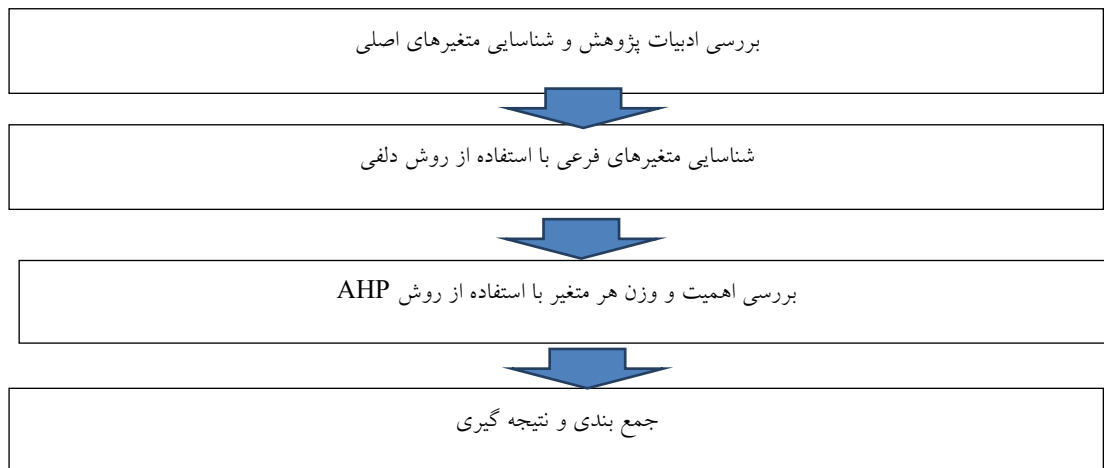 بررسی ادبیات پژوهش و شناسایی متغیرهای اصلی
شناسایی متغیرهای فرعی با استفاده از روش دلفی
بررسی اهمیت و وزن هر متغیر با استفاده از روش AHP
جمع بندی و نتیجه گیری